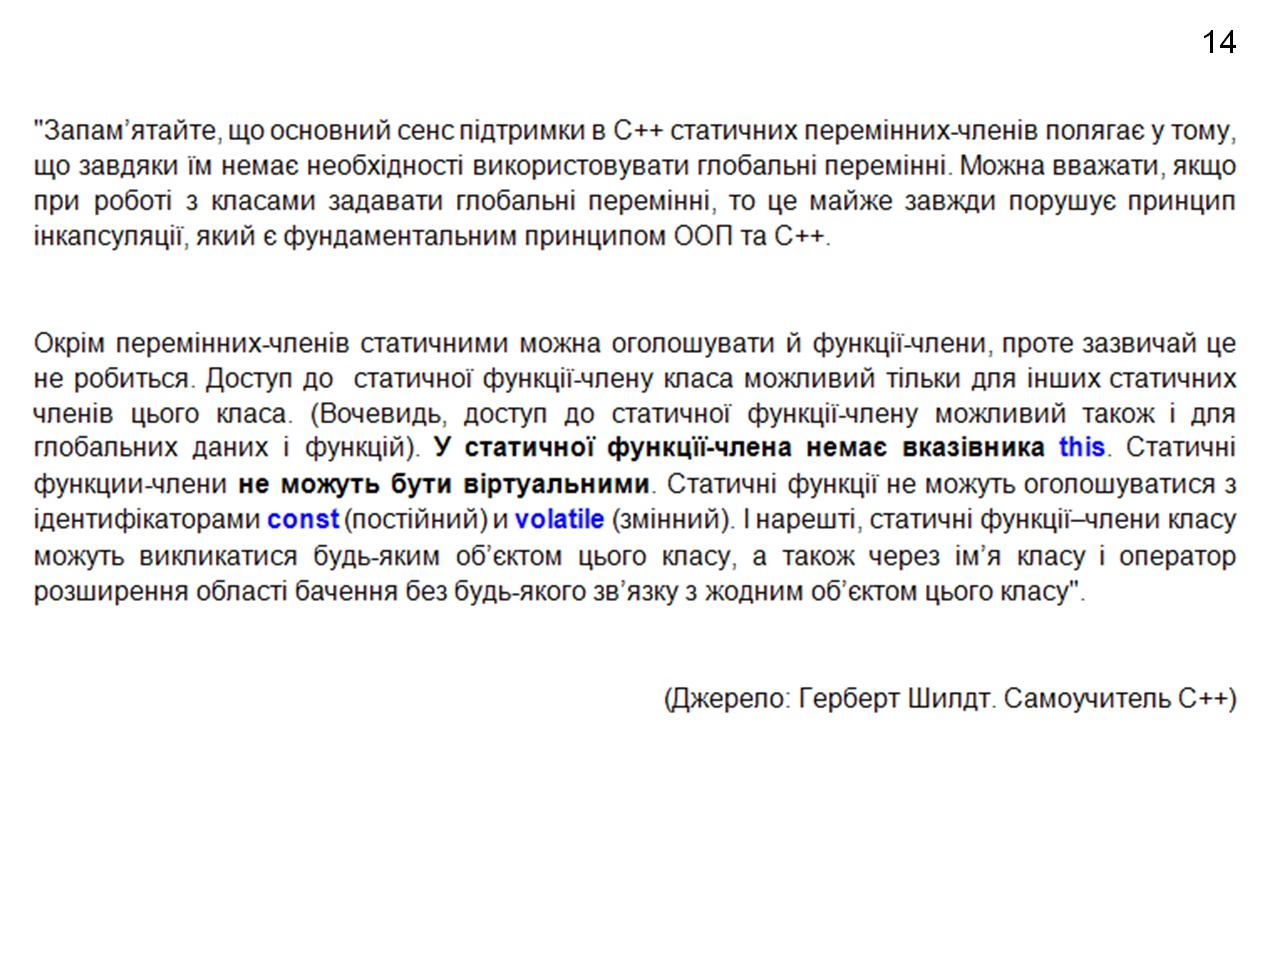 14
"Запам’ятайте, що основний сенс підтримки в С++ статичних перемінних-членів полягає у тому,
що завдяки їм немає необхідності використовувати глобальні перемінні. Можна вважати, якщо
при роботі з класами задавати глобальні перемінні, то це майже завжди порушує принцип
інкапсуляції, який є фундаментальним принципом ООП та С++.
Окрім перемінних-членів статичними можна оголошувати й функції-члени, проте зазвичай це
не робиться. Доступ до статичної функції-члену класа можливий тільки для інших статичних
членів цього класа. (Вочевидь, доступ до статичної функції-члену можливий також і для
глобальних даних і функцій). У статичної функції-члена немає вказівника this. Статичні
функции-члени не можуть бути віртуальними. Статичні функції не можуть оголошуватися з
ідентифікаторами const (постійний) и volatile (змінний). І нарешті, статичні функції–члени класу
можуть викликатися будь-яким об’єктом цього класу, а також через ім’я класу і оператор
розширення області бачення без будь-якого зв’язку з жодним об’єктом цього класу".
(Джерело: Герберт Шилдт. Самоучитель С++)